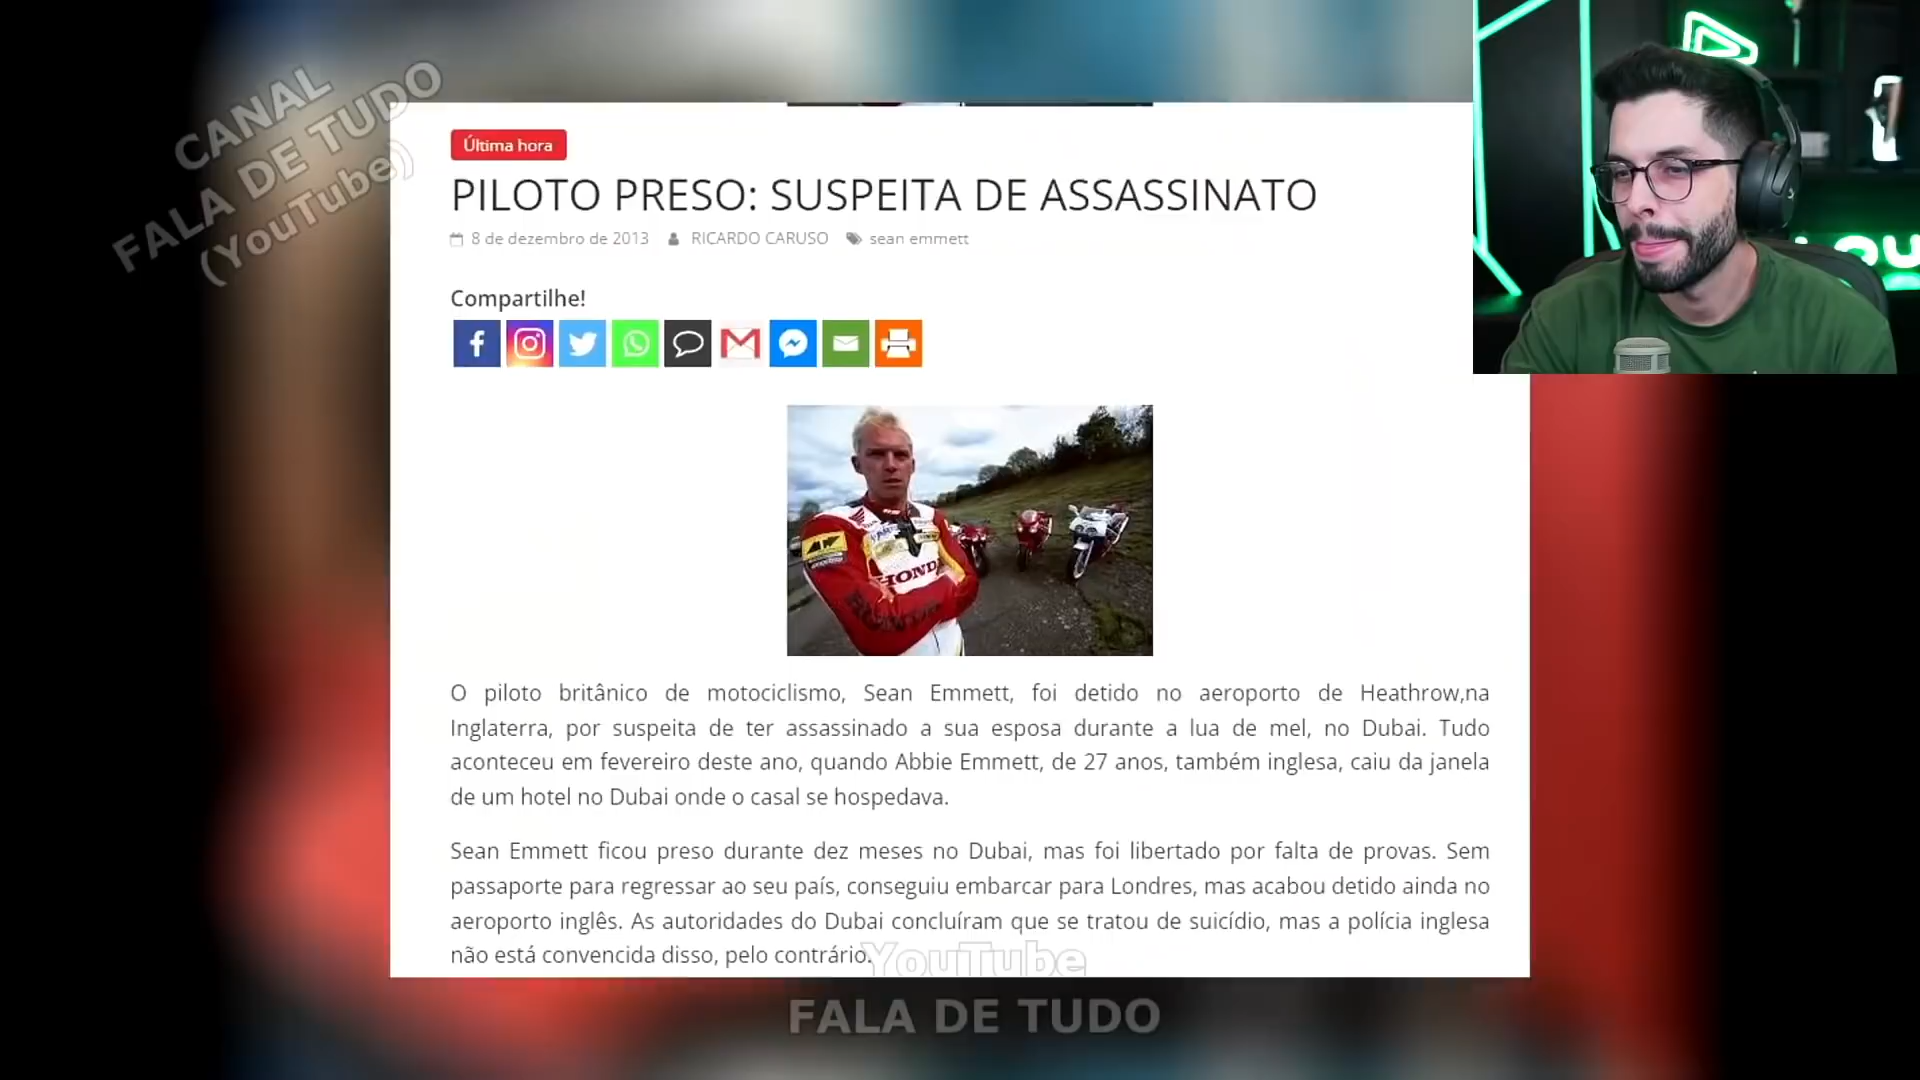 CANAL
FALA DE TUDO
(YouTube)
Última hora
PILOTO PRESO: SUSPEITA DE ASSASSINATO
8 de dezembro de 2013 RICARDO CARUSO sean emmett
Compartilhe!
HONDA
O piloto britânico de motociclismo, Sean Emmett, foi detido no aeroporto de Heathrow,na
Inglaterra, por suspeita de ter assassinado a sua esposa durante a lua de mel, no Dubai. Tudo
aconteceu em fevereiro deste ano, quando Abbie Emmett, de 27 anos, também inglesa, caiu da janela
de um hotel no Dubai onde o casal se hospedava.
Sean Emmett ficou preso durante dez meses no Dubai, mas foi libertado por falta de provas. Sem
passaporte para regressar ao seu país, conseguiu embarcar para Londres, mas acabou detido ainda no
aeroporto inglês. As autoridades do Dubai concluíram que se tratou de suicídio, mas a polícia inglesa
não está convencida disso, pelo contrário.
YouTube
FALA DE TUDO